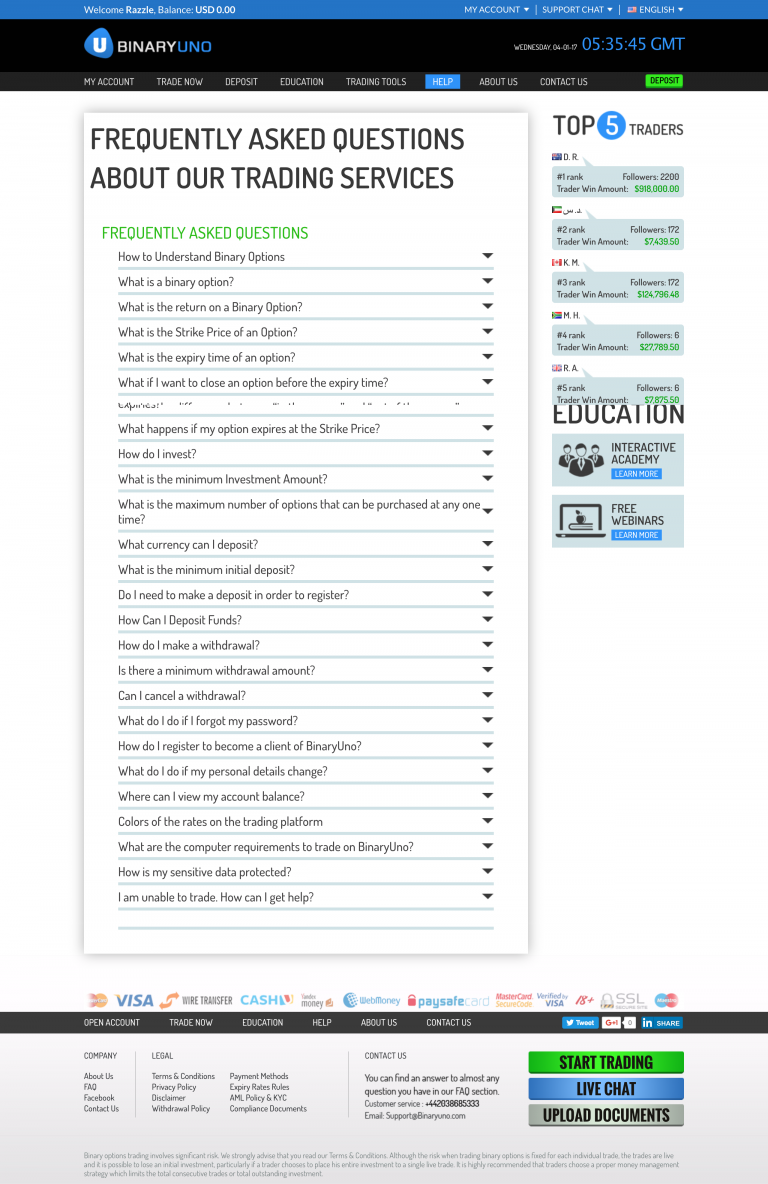 Welcome Razzle, Balance: USD 0.00
MY ACCOUNT SUPPORT CHAT ENGLISH
U BINARYUNO
WEDNESDAY, 04-01-17 05:35:45 GMT
MY ACCOUNT TRADE NOW DEPOSIT EDUCATION TRADING TOOLS HELP ABOUT US CONTACT US DEPOSIT
FREQUENTLY ASKED QUESTIONS
ABOUT OUR TRADING SERVICES
FREQUENTLY ASKED QUESTIONS
How to Understand Binary Options
What is a binary option?
What is the return on a Binary Option?
What is the Strike Price of an Option?
What is the expiry time of an option?
What if I want to close an option before the expiry time?
What happens if my option expires at the Strike Price?
How do I invest?
What is the minimum Investment Amount?
What is the maximum number of options that can be purchased at any one
time?
What currency can I deposit?
What is the minimum initial deposit?
Do I need to make a deposit in order to register?
How Can I Deposit Funds?
How do I make a withdrawal?
Is there a minimum withdrawal amount?
Can I cancel a withdrawal?
What do I do if I forgot my password?
How do I register to become a client of BinaryUno?
What do I do if my personal details change?
Where can I view my account balance?
Colors of the rates on the trading platform
What are the computer requirements to trade on BinaryUno?
How is my sensitive data protected?
I am unable to trade. How can I get help?
TOP 5 TRADERS
D. R.
#1 rank Followers: 2200
Trader Win Amount: $918,000.00
#2 rank Followers: 172
Trader Win Amount: $7,439.50
K. M.
#3 rank Followers: 172
Trader Win Amount: $124,796.48
M. H.
#4 rank Followers: 6
Trader Win Amount: $27,789.50
R. A.
#5 rank Followers: 6
Trader Win Amount: $7,875.50
EDUCATION
INTERACTIVE
ACADEMY
LEARN MORE
FREE
WEBINARS
LEARN MORE
VISA WIRE TRANSFER CASHU Yandex money WebMoney paysafecard MasterCard. SecureCode. Verified by VISA 18+ SSL SECURE SITE
OPEN ACCOUNT TRADE NOW EDUCATION HELP ABOUT US CONTACT US Tweet G+1 0 in SHARE
COMPANY
About Us
FAQ
Facebook
Contact Us
LEGAL
Terms & Conditions
Privacy Policy
Disclaimer
Withdrawal Policy
Payment Methods
Expiry Rates Rules
AML Policy & KYC
Compliance Documents
CONTACT US
You can find an answer to almost any
question you have in our FAQ section.
Customer service : +442038685333
Email: Support@Binaryuno.com
START TRADING
LIVE CHAT
UPLOAD DOCUMENTS
Binary options trading involves significant risk. We strongly advise that you read our Terms & Conditions. Although the risk when trading binary options is fixed for each individual trade, the trades are live
and it is possible to lose an initial investment, particularly if a trader chooses to place his entire investment to a single live trade. It is highly recommended that traders choose a proper money management
strategy which limits the total consecutive trades or total outstanding investment.